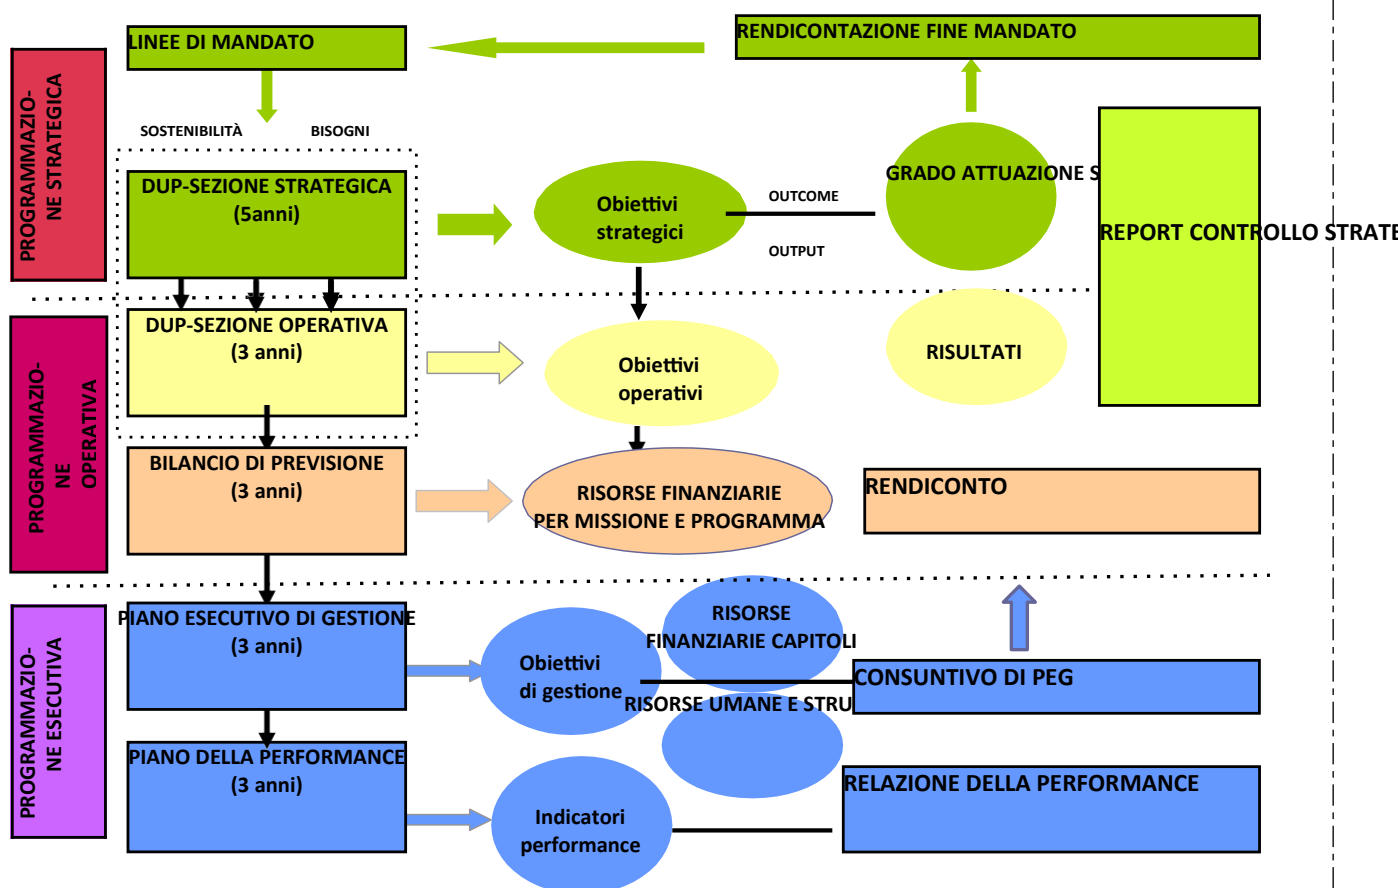 LINEE DI MANDATO
RENDICONTAZIONE FINE MANDATO
PROGRAMMAZIO-
NE STRATEGICA
SOSTENIBILITÀ
BISOGNI
DUP-SEZIONE STRATEGICA
(5anni)
Obiettivi
strategici
OUTCOME
OUTPUT
GRADO ATTUAZIONE S
REPORT CONTROLLO STRATE
PROGRAMMAZIO-
NE
OPERATIVA
DUP-SEZIONE OPERATIVA
(3 anni)
Obiettivi
operativi
RISULTATI
BILANCIO DI PREVISIONE
(3 anni)
RISORSE FINANZIARIE
PER MISSIONE E PROGRAMMA
RENDICONTO
PROGRAMMAZIO-
NE ESECUTIVA
PIANO ESECUTIVO DI GESTIONE
(3 anni)
Obiettivi
di gestione
RISORSE
FINANZIARIE CAPITOLI
RISORSE UMANE E STRU
CONSUNTIVO DI PEG
PIANO DELLA PERFORMANCE
(3 anni)
Indicatori
performance
RELAZIONE DELLA PERFORMANCE